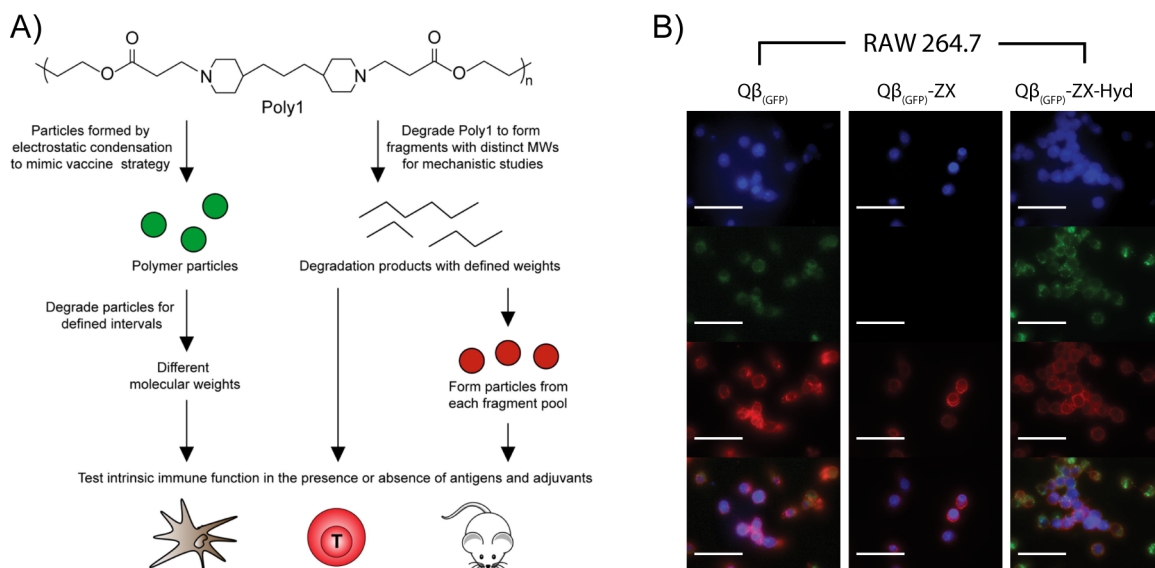 A)
O
O
O
N
N
O
n
Poly1
Particles formed by
electrostatic condensation
to mimic vaccine strategy
Degrade Poly1 to form
fragments with distinct MWs
for mechanistic studies
Polymer particles
Degradation products with defined weights
Degrade particles for
defined intervals
Different
molecular weights
Form particles from
each fragment pool
Test intrinsic immune function in the presence or absence of antigens and adjuvants
T
B)
RAW 264.7
Qβ(GFP) Qβ(GFP)-ZX Qβ(GFP)-ZX-Hyd